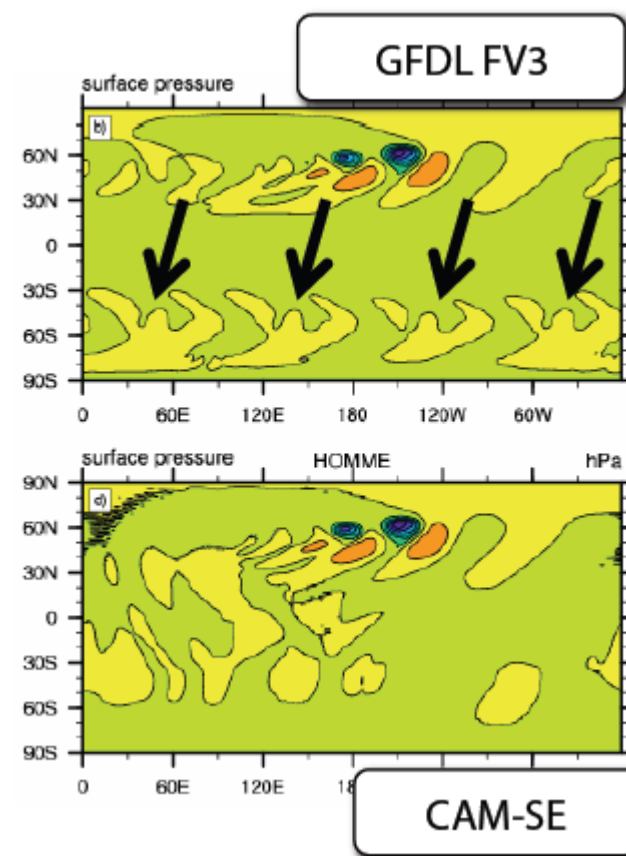 GFDL FV3
surface pressure
b)
60N
30N
0
30S
60S
90S
0 60E 120E 180 120W 60W
surface pressure HOMME hPa
90N
60N
30N
0
30S
60S
90S
0 60E 120E
CAM-SE